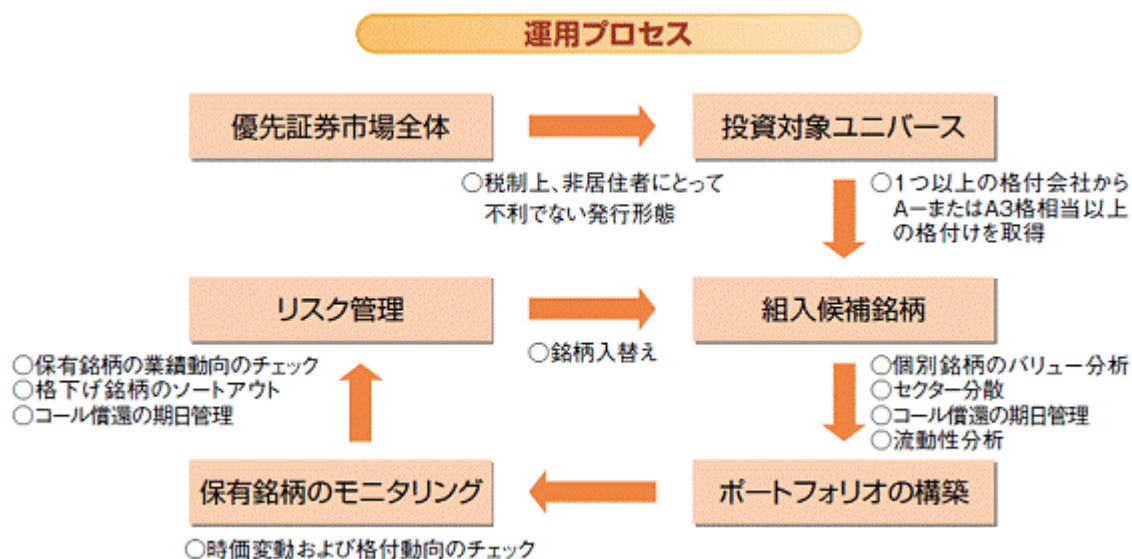 運用プロセス
優先証券市場全体
投資対象ユニバース
○税制上、非居住者にとって
不利でない発行形態
○1つ以上の格付会社から
A－またはA3格相当以上
の格付けを取得
リスク管理
組入候補銘柄
○銘柄入替え
○保有銘柄の業績動向のチェック
○格下げ銘柄のソートアウト
○コール償還の期日管理
○個別銘柄のバリュー分析
○セクター分散
○コール償還の期日管理
○流動性分析
保有銘柄のモニタリング
ポートフォリオの構築
○時価変動および格付動向のチェック